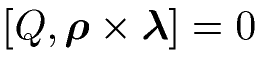 [Q, ρ × λ] = 0